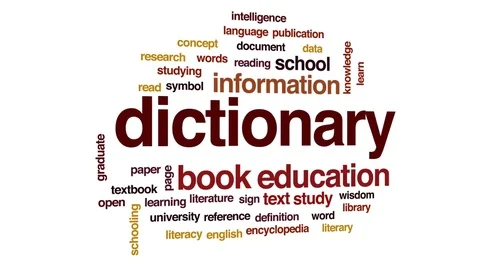 intelligence
language publication
concept document data
research words reading school
studying information
knowledge
learn
read symbol
dictionary
graduate
paper page book education
textbook
open learning literature sign text study wisdom
library
university reference definition word
schooling
literacy english encyclopedia literary